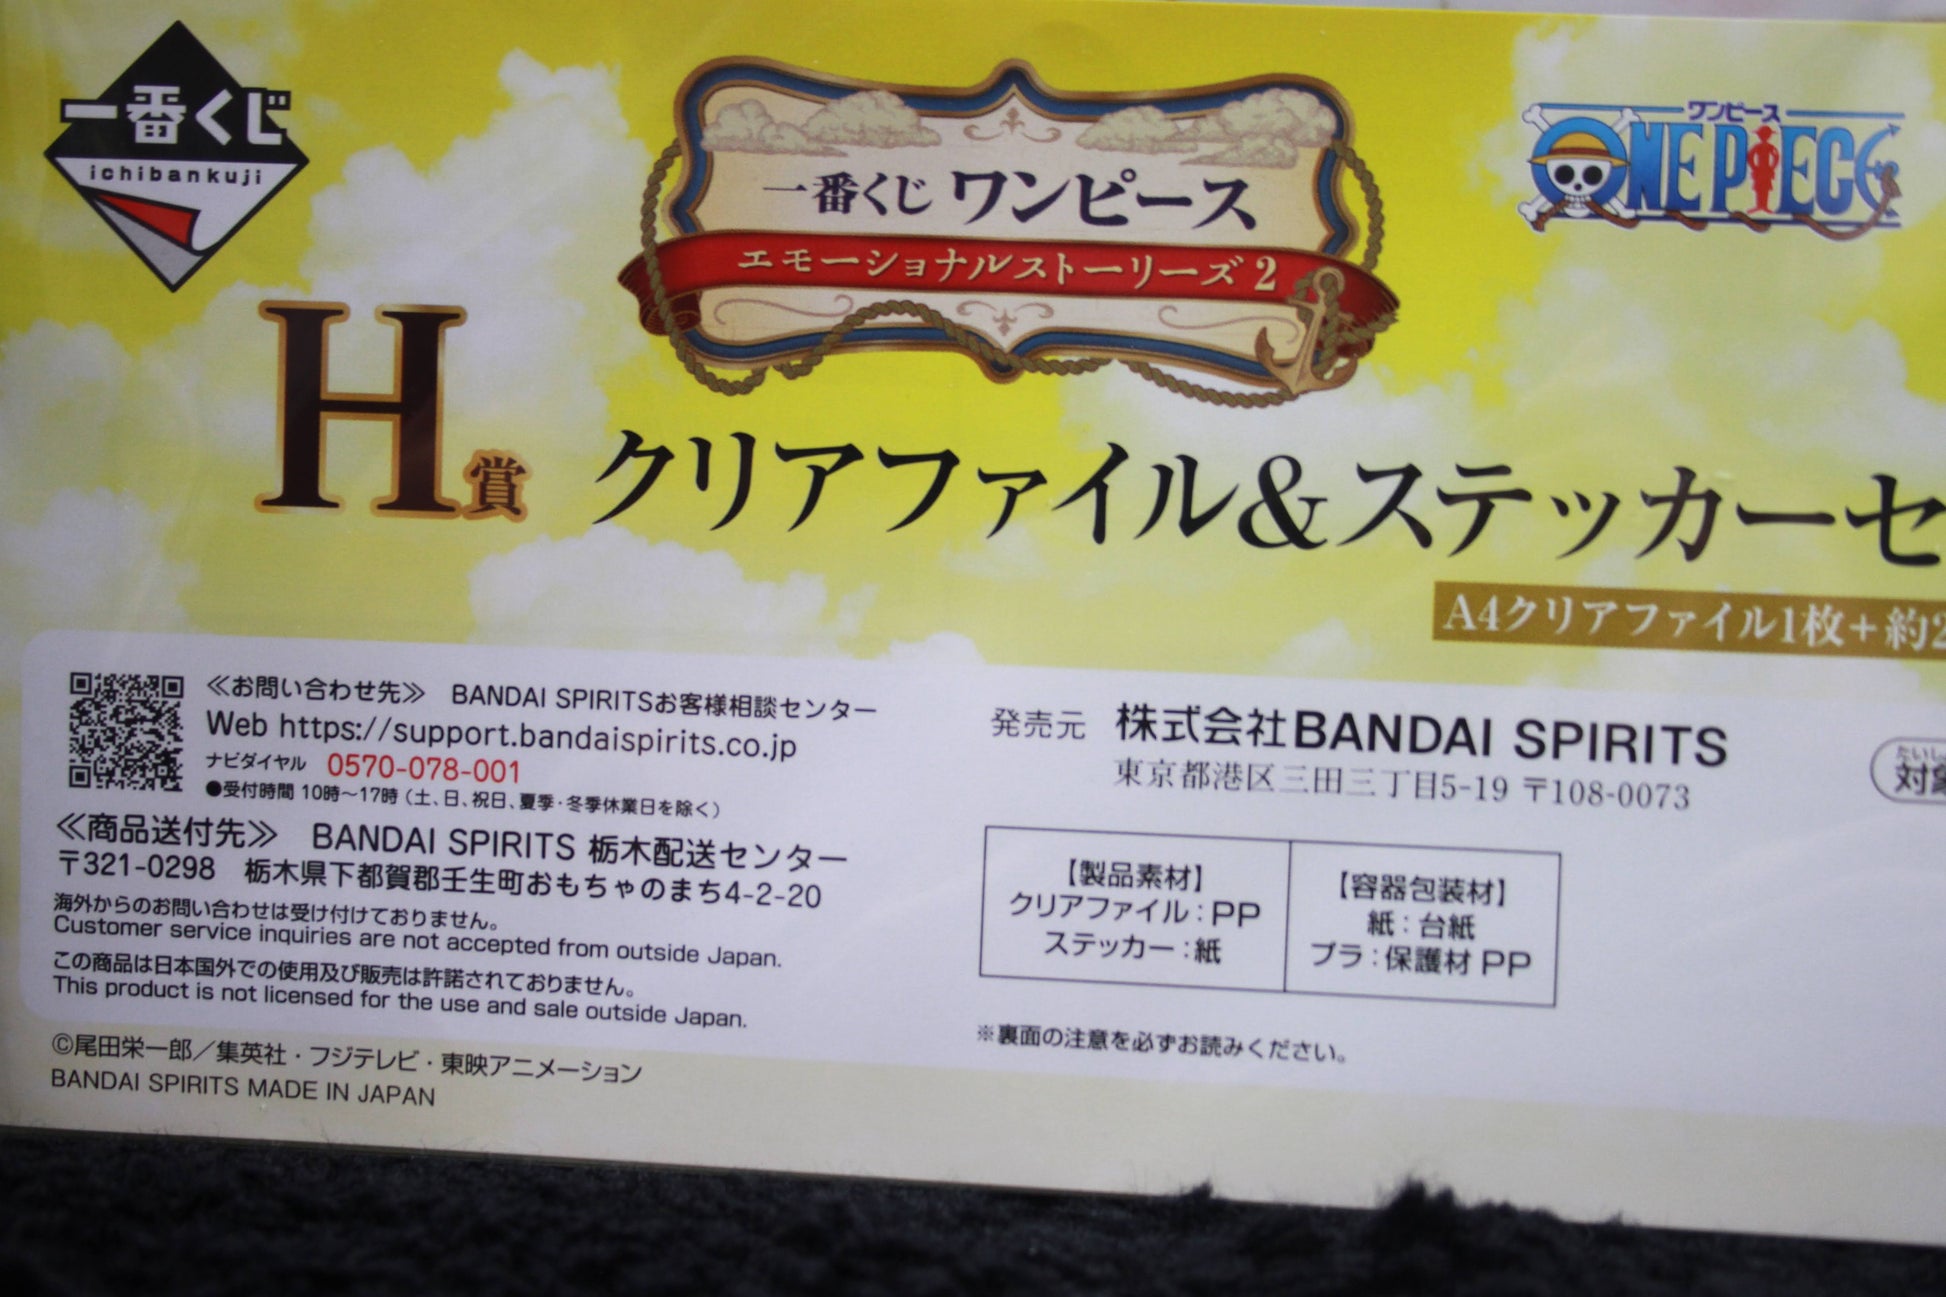 一番くじ
ichibankuji
一番くじ ワンピース
エモーショナルストーリーズ2
ワンピース
ONE PIECE
H賞
クリアファイル&ステッカーセ
A4クリアファイル1枚+約2
≪お問い合わせ先≫ BANDAI SPIRITSお客様相談センター
Web https://support.bandaispirits.co.jp
ナビダイヤル 0570-078-001
●受付時間 10時~17時(土、日、祝日、夏季・冬季休業日を除く)
≪商品送付先≫ BANDAI SPIRITS 栃木配送センター
〒321-0298 栃木県下都賀郡壬生町おもちゃのまち4-2-20
海外からのお問い合わせは受け付けておりません。
Customer service inquiries are not accepted from outside Japan.
この商品は日本国外での使用及び販売は許諾されておりません。
This product is not licensed for the use and sale outside Japan.
©尾田栄一郎/集英社・フジテレビ・東映アニメーション
BANDAI SPIRITS MADE IN JAPAN
発売元 株式会社BANDAI SPIRITS
東京都港区三田三丁目5-19 〒108-0073
【製品素材】
クリアファイル:PP
ステッカー:紙
【容器包装材】
紙:台紙
プラ:保護材 PP
※裏面の注意を必ずお読みください。
たいし
対象